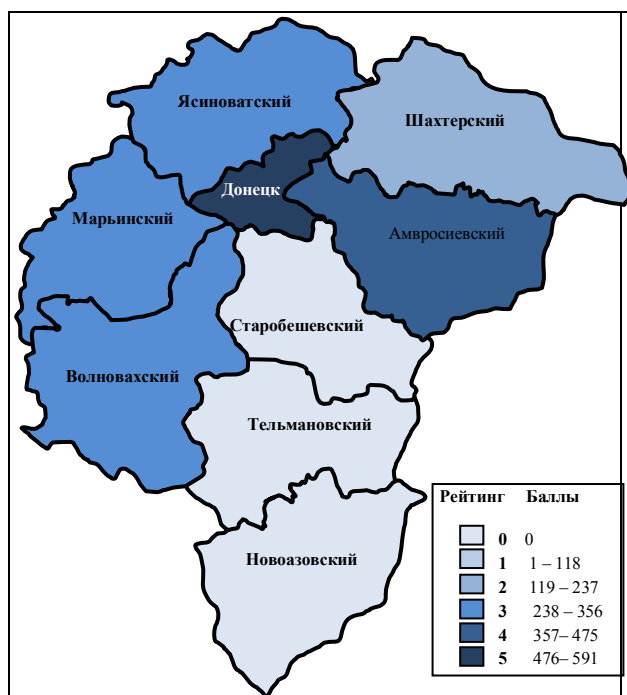 Ясиноватский
Шахтерский
Донецк
Марьинский
Амвросиевский
Старобешевский
Волновахский
Тельмановский
Новоазовский
Рейтинг Баллы
0 0
1 1 – 118
2 119 – 237
3 238 – 356
4 357– 475
5 476– 591